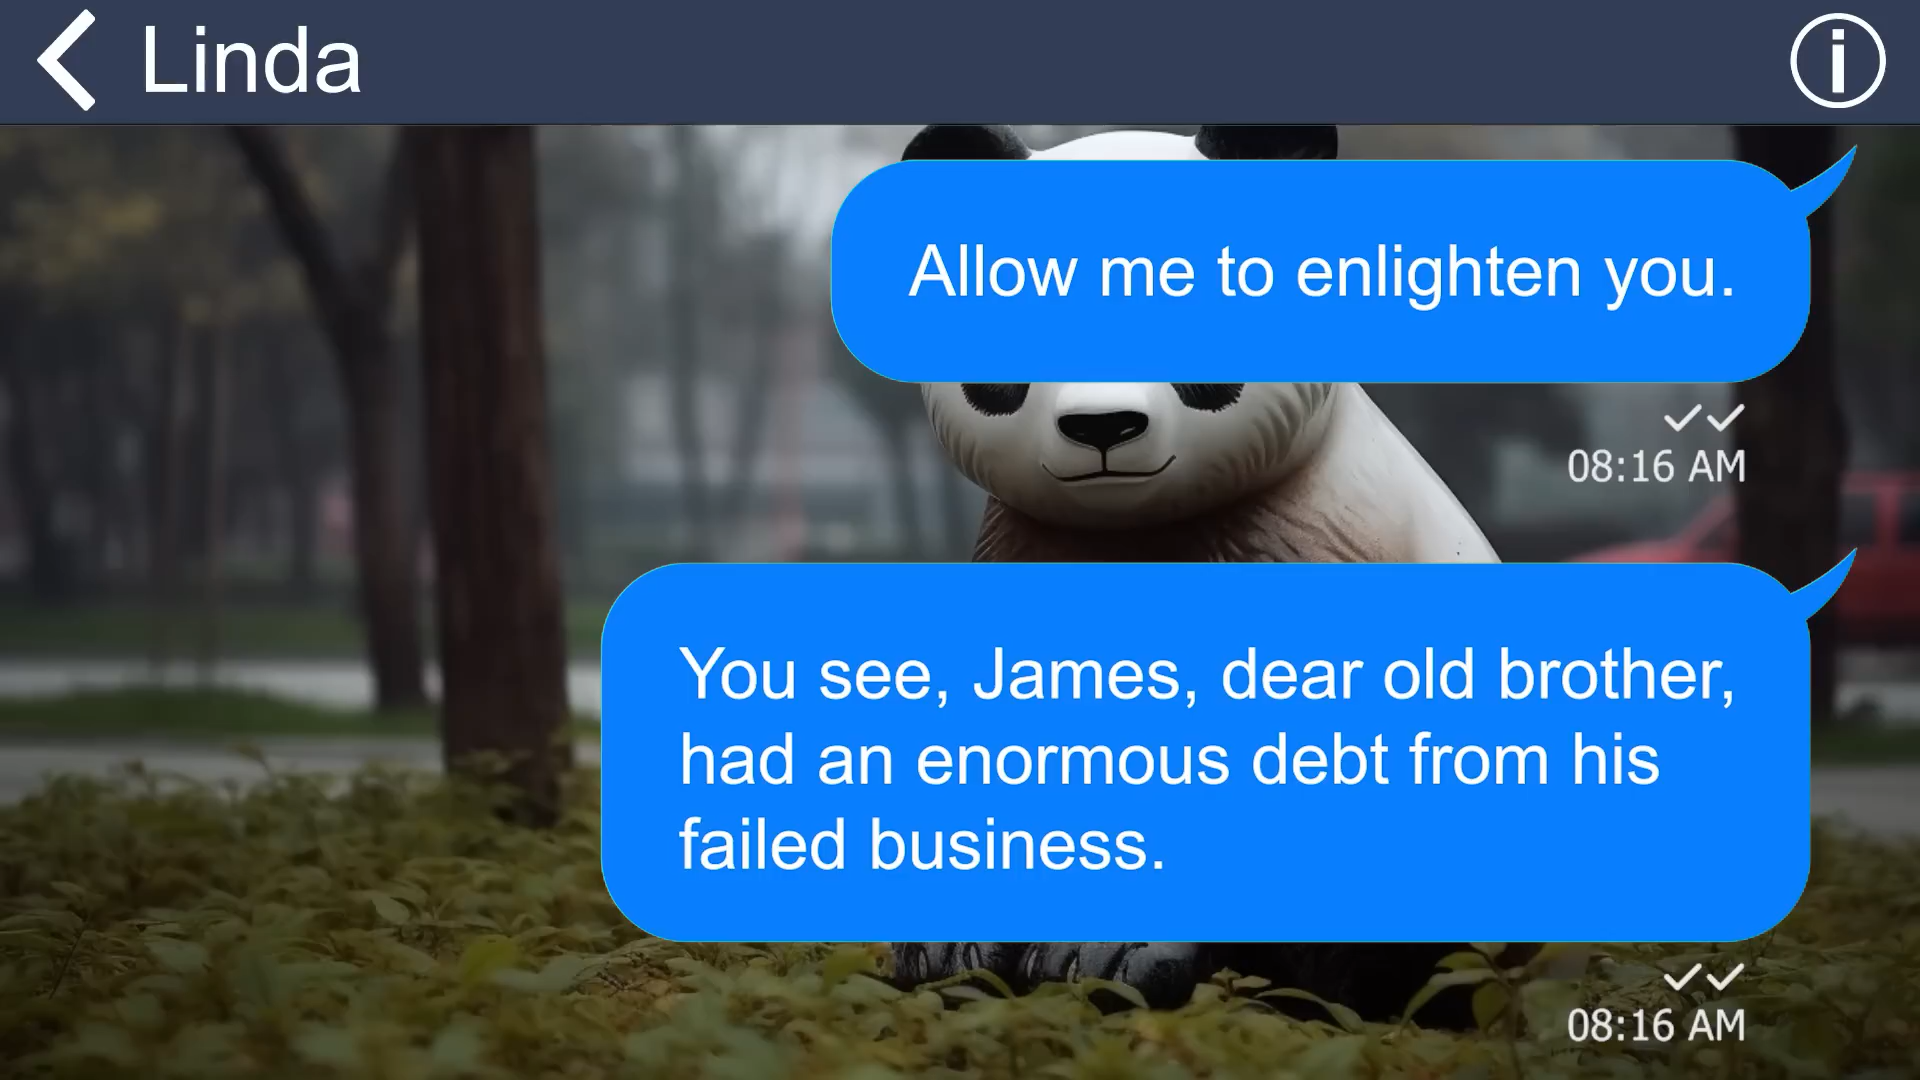 Linda
Allow me to enlighten you.
08:16 AM
You see, James, dear old brother,
had an enormous debt from his
failed business.
08:16 AM